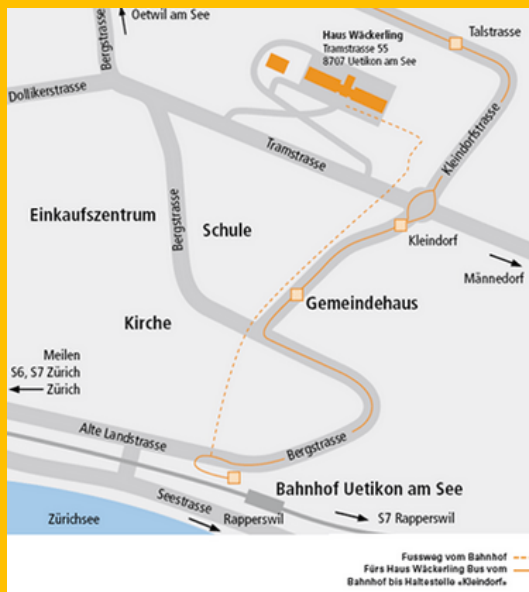 Oetwil am See
Bergstrasse
Haus Wäckerling
Tramstrasse 55
8707 Uetikon am See
Talstrasse
Dollikerstrasse
Kleindorfstrasse
Tramstrasse
Einkaufszentrum
Bergstrasse
Schule
Kleindorf
Männedorf
Gemeindehaus
Kirche
Meilen
S6, S7 Zürich
Zürich
Alte Landstrasse
Bergstrasse
Bahnhof Uetikon am See
Seestrasse
Zürichsee
Rapperswil
S7 Rapperswil
Fussweg vom Bahnhof
Fürs Haus Wäckerling Bus vom
Bahnhof bis Haltestelle «Kleindorf»